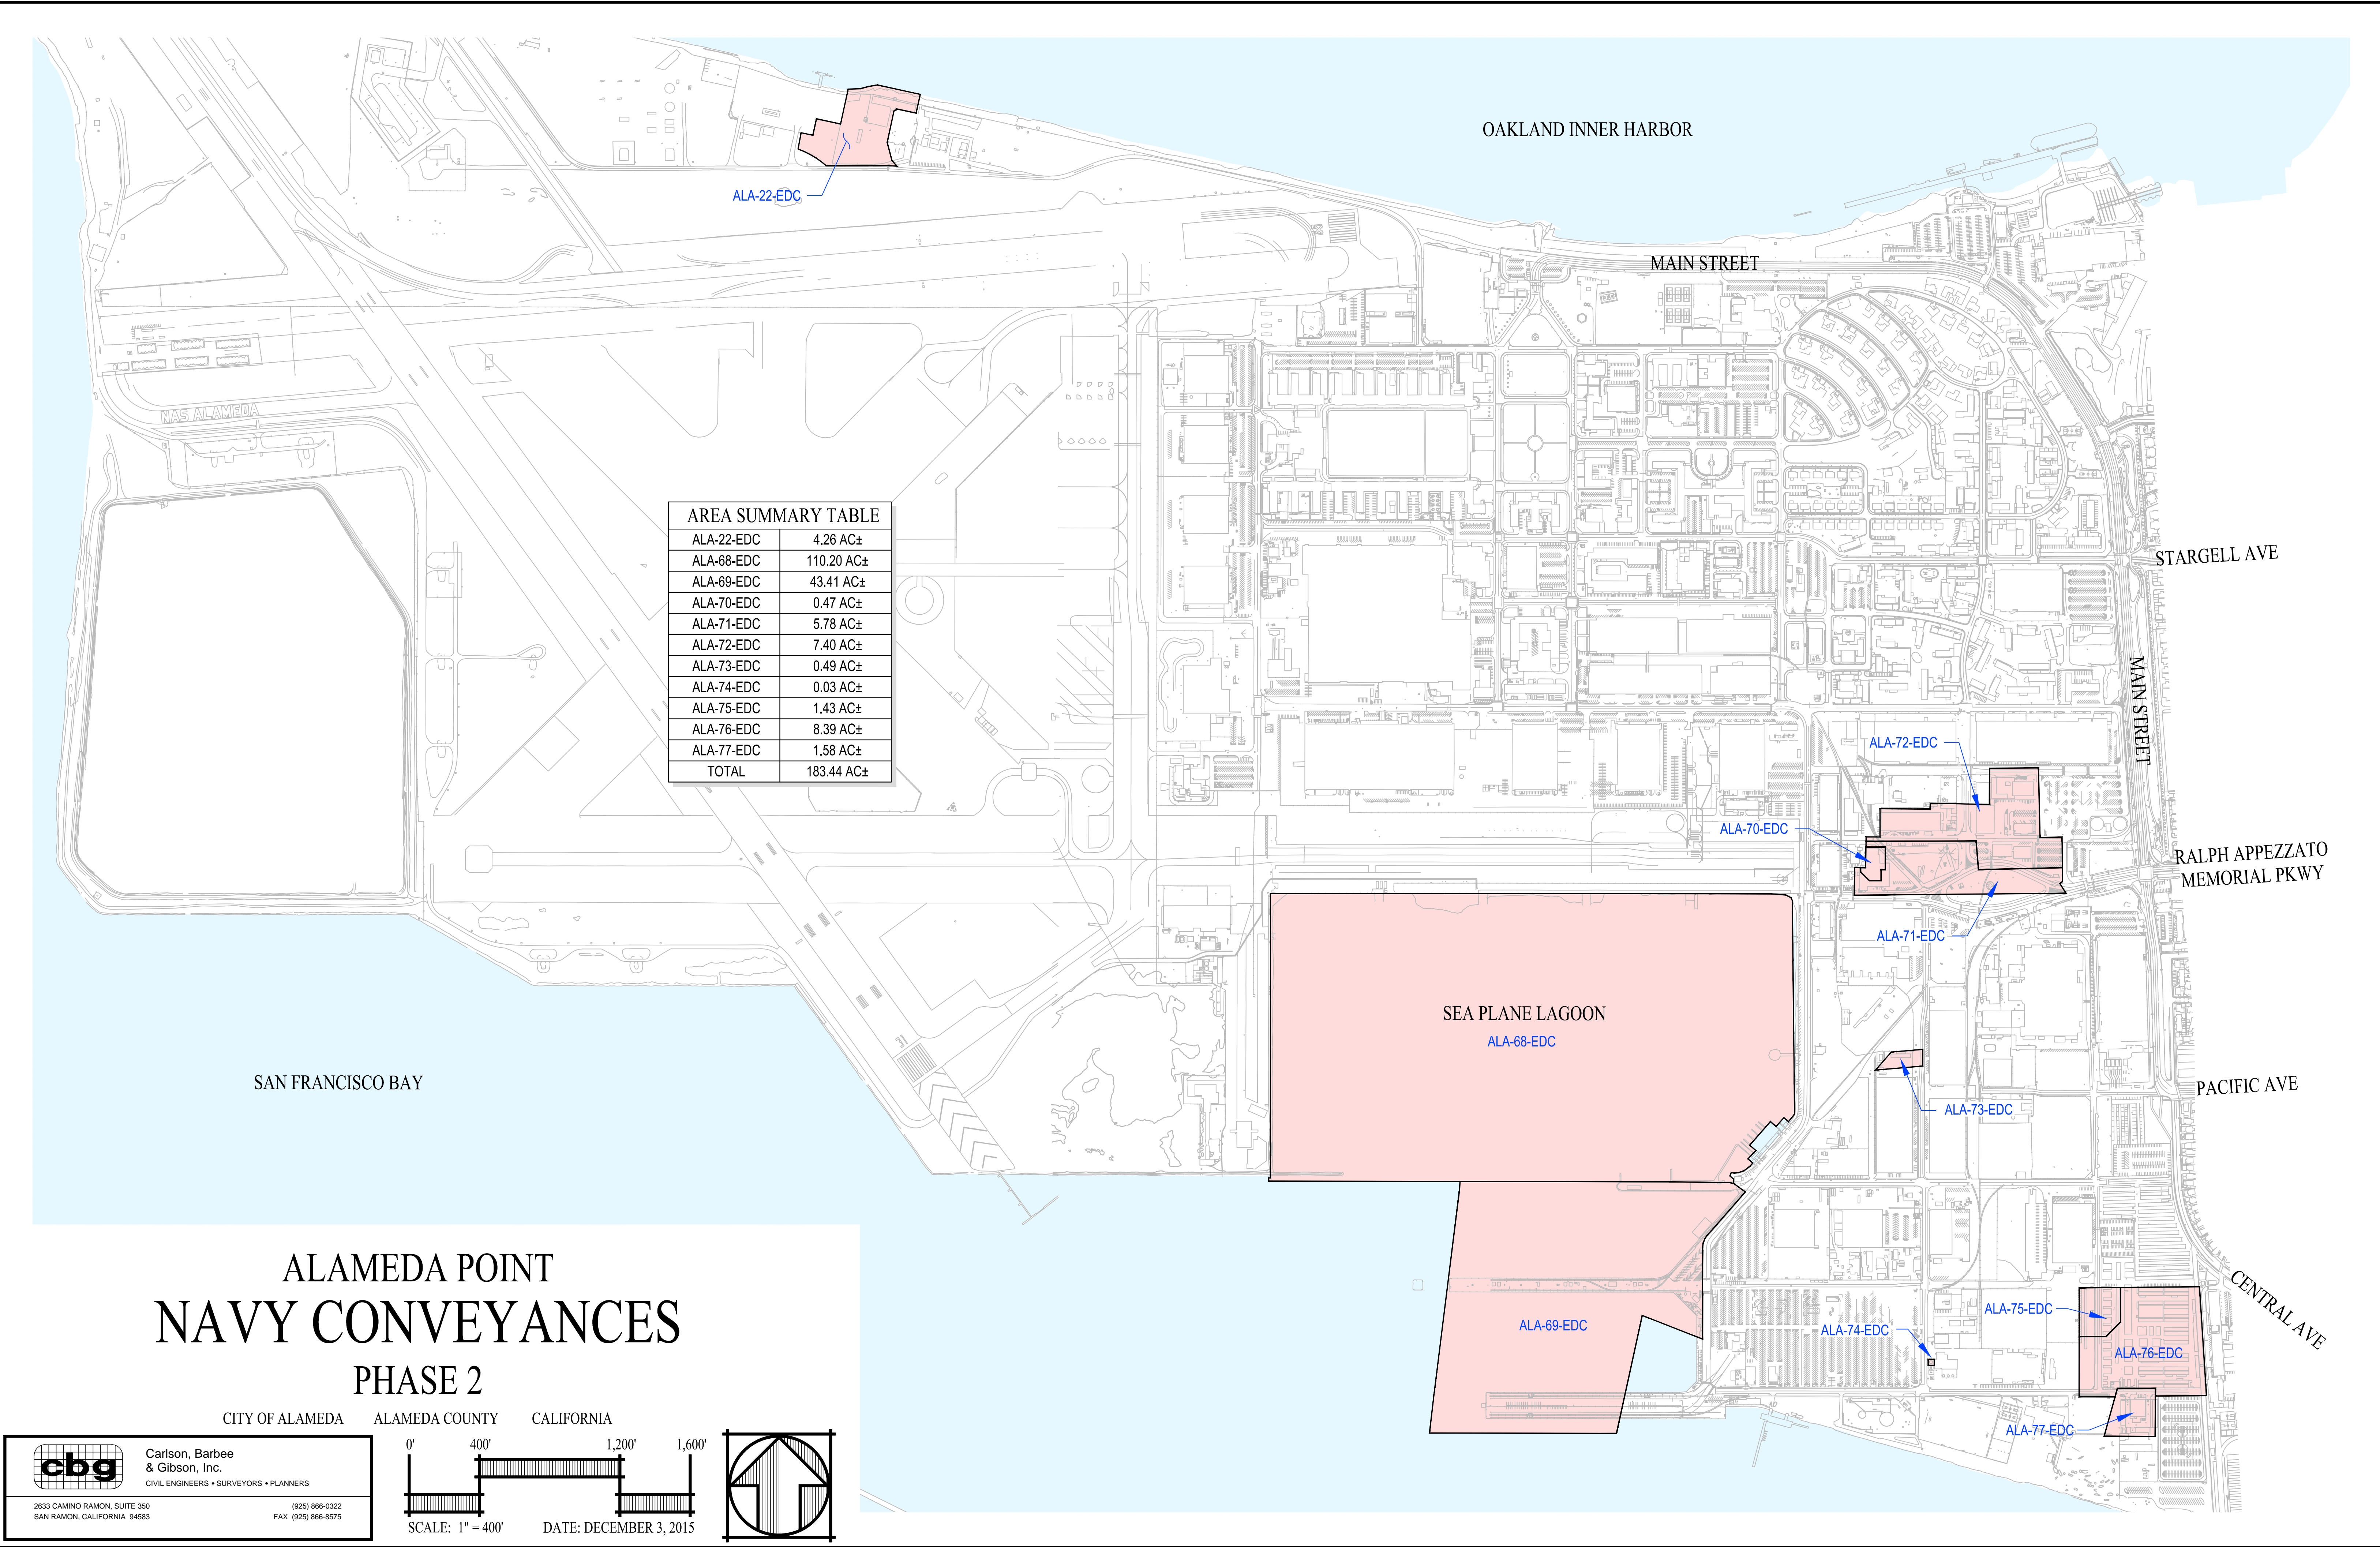 OAKLAND INNER HARBOR
ALA-22-EDC
MAIN STREET
NAS ALAMEDA
AREA SUMMARY TABLE
ALA-22-EDC 4.26 AC±
ALA-68-EDC 110.20 AC±
ALA-69-EDC 43.41 AC±
ALA-70-EDC 0.47 AC±
ALA-71-EDC 5.78 AC±
ALA-72-EDC 7.40 AC±
ALA-73-EDC 0.49 AC±
ALA-74-EDC 0.03 AC±
ALA-75-EDC 1.43 AC±
ALA-76-EDC 8.39 AC±
ALA-77-EDC 1.58 AC±
TOTAL 183.44 AC±
STARGELL AVE
MAIN STREET
ALA-72-EDC
ALA-70-EDC
RALPH APPEZZATO
MEMORIAL PKWY
ALA-71-EDC
SEA PLANE LAGOON
ALA-68-EDC
31
SAN FRANCISCO BAY
PACIFIC AVE
ALA-73-EDC
CENTRAL AVE
ALA-75-EDC
ALA-69-EDC
ALA-74-EDC
ALA-76-EDC
ALA-77-EDC
ALAMEDA POINT
NAVY CONVEYANCES
PHASE 2
CITY OF ALAMEDA ALAMEDA COUNTY CALIFORNIA
cbg
Carlson, Barbee
& Gibson, Inc.
CIVIL ENGINEERS • SURVEYORS • PLANNERS
2633 CAMINO RAMON, SUITE 350 (925) 866-0322
SAN RAMON, CALIFORNIA 94583 FAX (925) 866-8575
0' 400' 1,200' 1,600'
SCALE: 1" = 400' DATE: DECEMBER 3, 2015